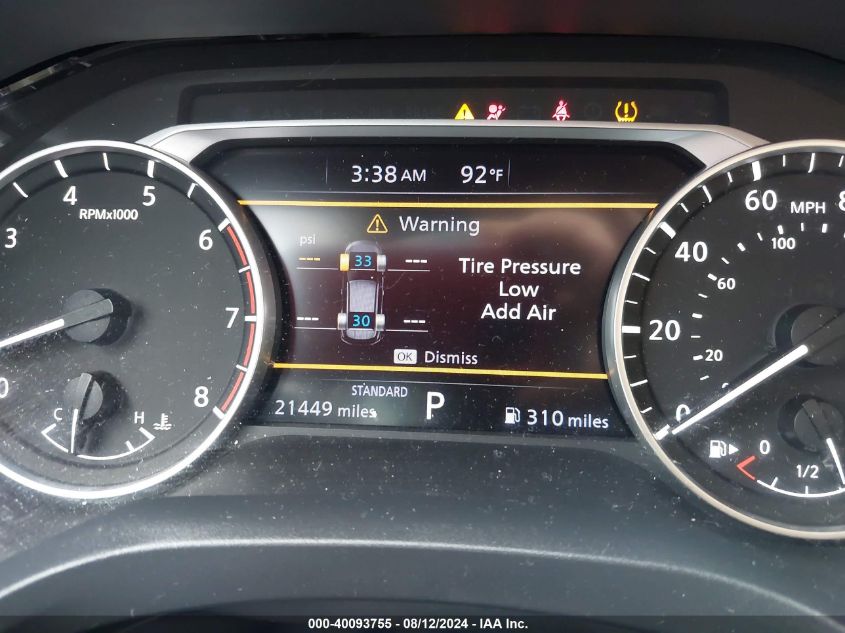 3:38 AM 92°F
Warning
psi
--- 33 ---
--- 30 ---
Tire Pressure
Low
Add Air
OK Dismiss
STANDARD
21449 miles P 310 miles
RPMx1000
0 3 4 5 6 7 8
C H
MPH
0 20 40 60
20 60 100
0 1/2
000-40093755 - 08/12/2024 - IAA Inc.